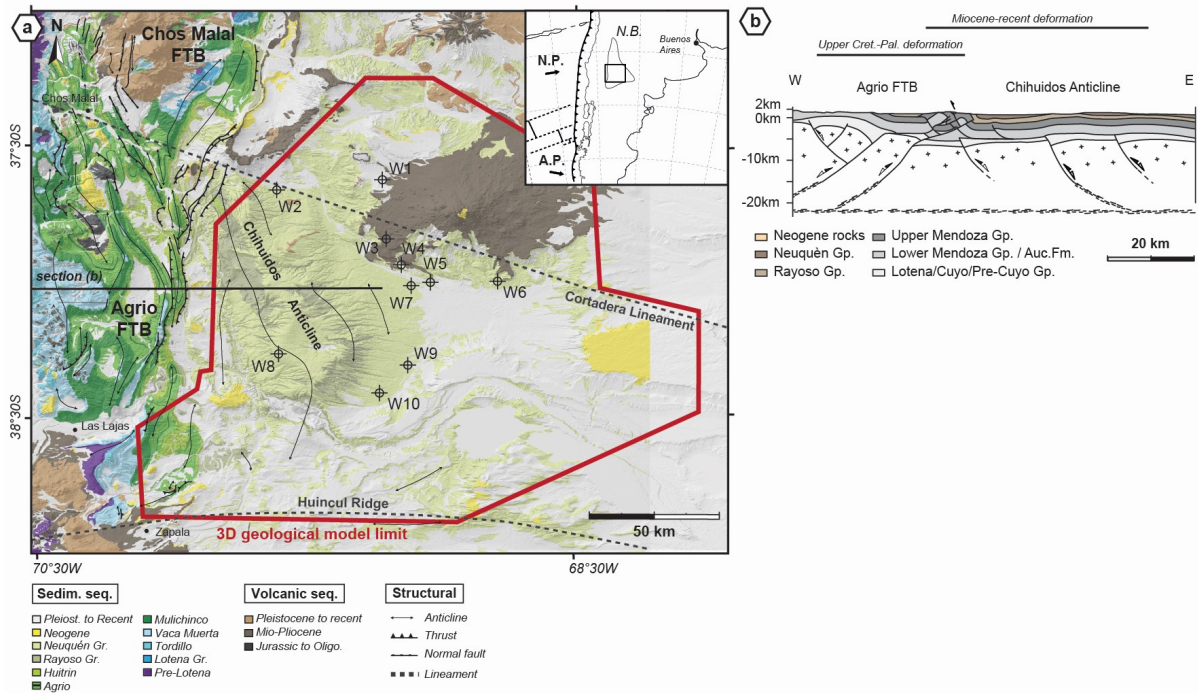 a
N
Chos Malal
FTB
Chos Malal
37°30S
38°30S
70°30W
68°30W
N.P.
A.P.
N.B.
Buenos
Aires
W1
W2
W3
W4
W5
W6
W7
W8
W9
W10
Chihuidos
Anticline
Cortadera Lineament
section (b)
Agrio
FTB
Las Lajas
Zapala
Huincul Ridge
3D geological model limit
50 km
Sedim. seq.
Pleiost. to Recent
Neogene
Neuquén Gr.
Rayoso Gr.
Huitrin
Agrio
Mulichinco
Vaca Muerta
Tordillo
Lotena Gr.
Pre-Lotena
Volcanic seq.
Pleistocene to recent
Mio-Pliocene
Jurassic to Oligo.
Structural
Anticline
Thrust
Normal fault
Lineament
b
Miocene-recent deformation
Upper Cret.-Pal. deformation
W
Agrio FTB
Chihuidos Anticline
E
2km
0km
-10km
-20km
Neogene rocks
Neuquèn Gp.
Rayoso Gp.
Upper Mendoza Gp.
Lower Mendoza Gp. / Auc.Fm.
Lotena/Cuyo/Pre-Cuyo Gp.
20 km